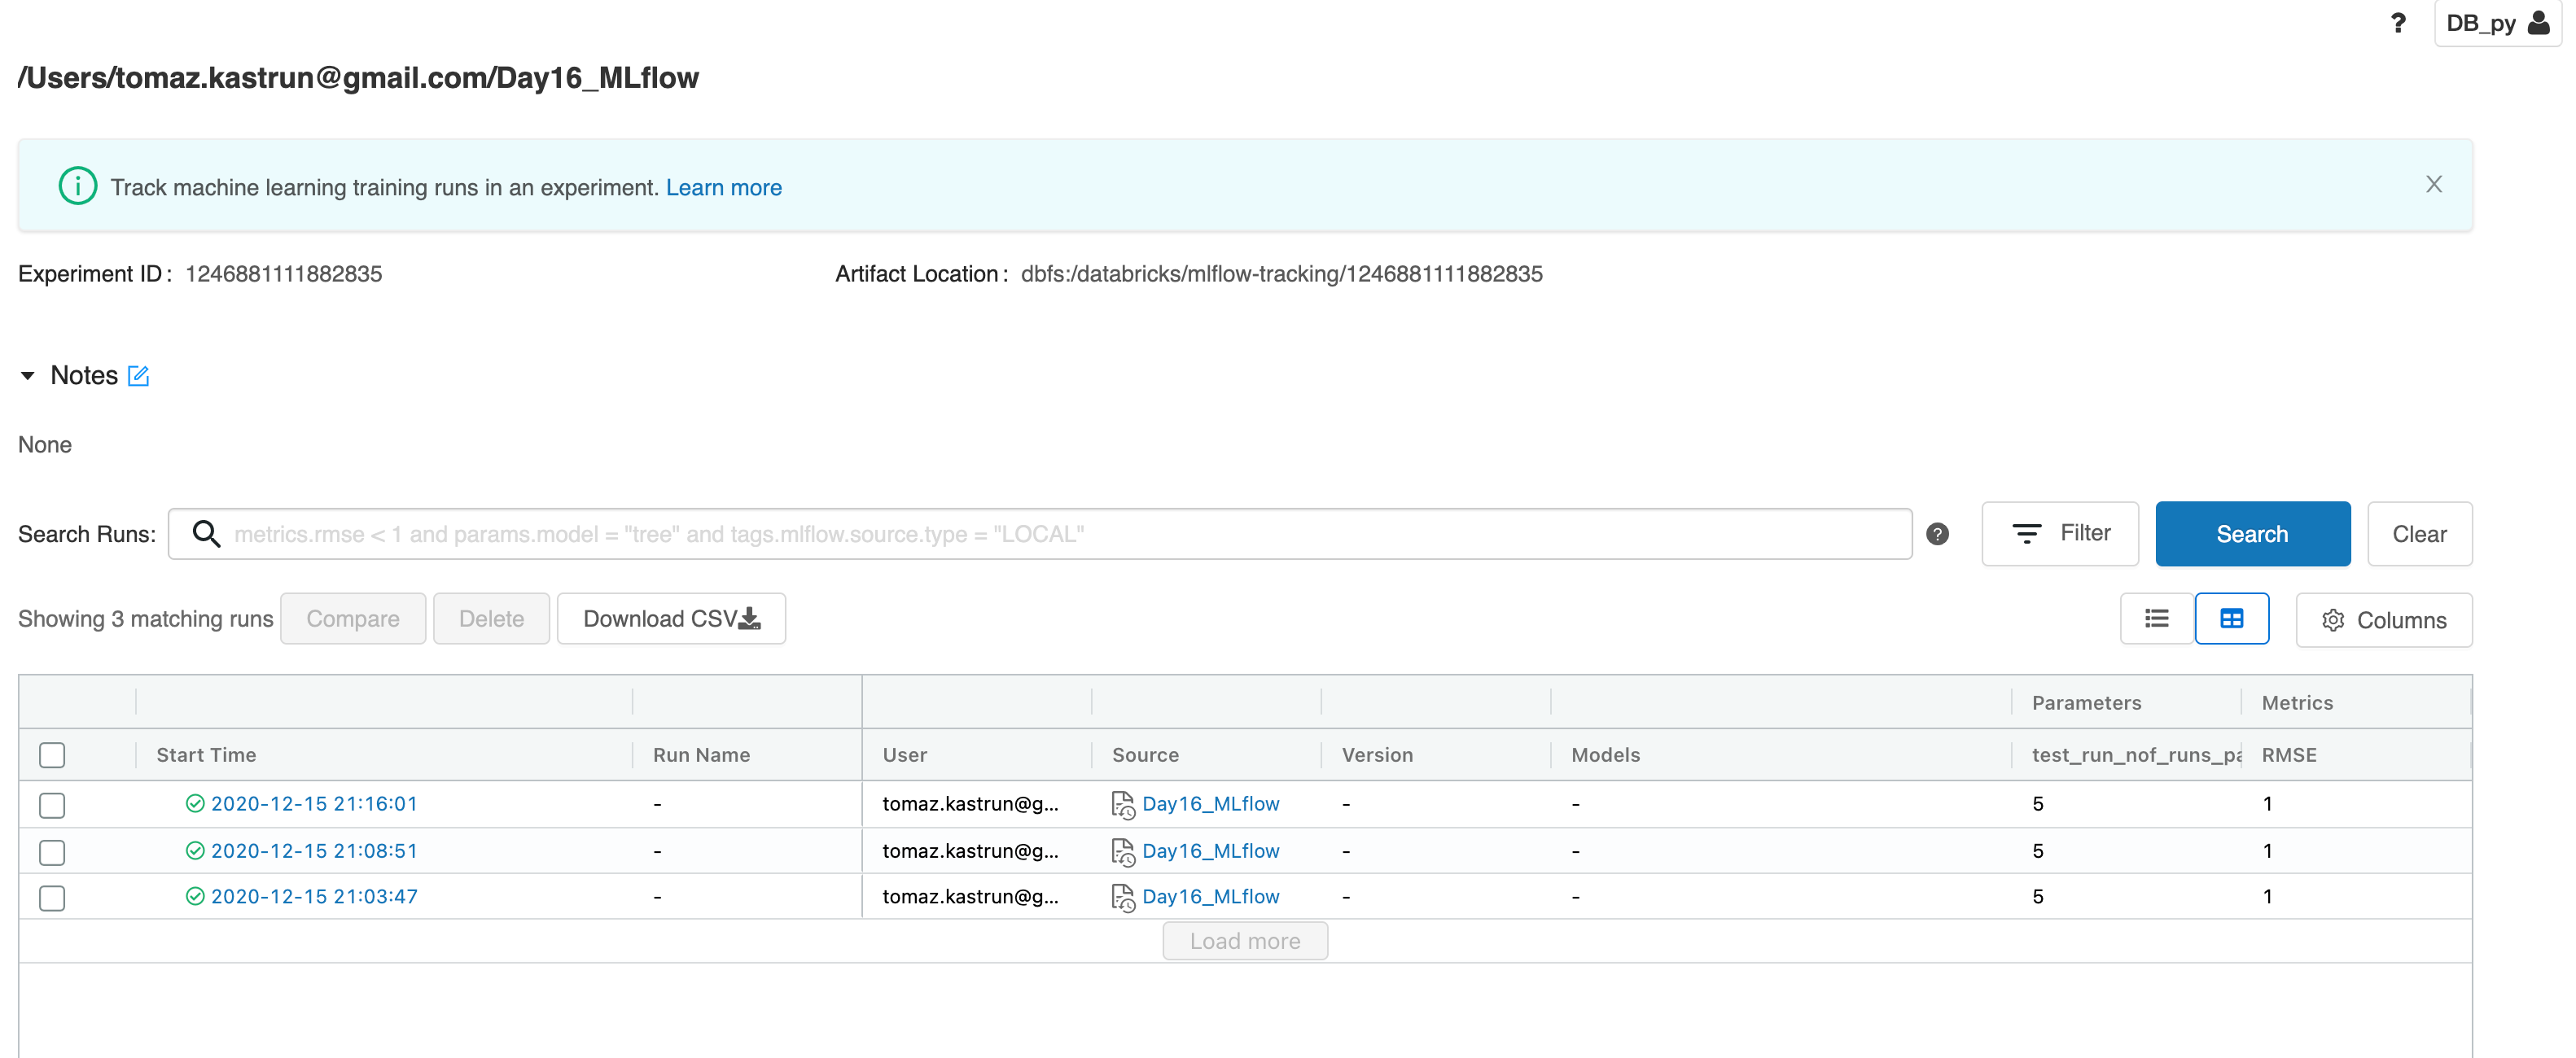 ? DB_py
/Users/tomaz.kastrun@gmail.com/Day16_MLflow
Track machine learning training runs in an experiment. Learn more
Experiment ID: 1246881111882835 Artifact Location: dbfs:/databricks/mlflow-tracking/1246881111882835
Notes
None
Search Runs: metrics.rmse < 1 and params.model = "tree" and tags.mlflow.source.type = "LOCAL" ? Filter Search Clear
Showing 3 matching runs Compare Delete Download CSV Columns
Parameters Metrics
Start Time Run Name User Source Version Models test_run_nof_runs_pa RMSE
2020-12-15 21:16:01 - tomaz.kastrun@g... Day16_MLflow - - 5 1
2020-12-15 21:08:51 - tomaz.kastrun@g... Day16_MLflow - - 5 1
2020-12-15 21:03:47 - tomaz.kastrun@g... Day16_MLflow - - 5 1
Load more